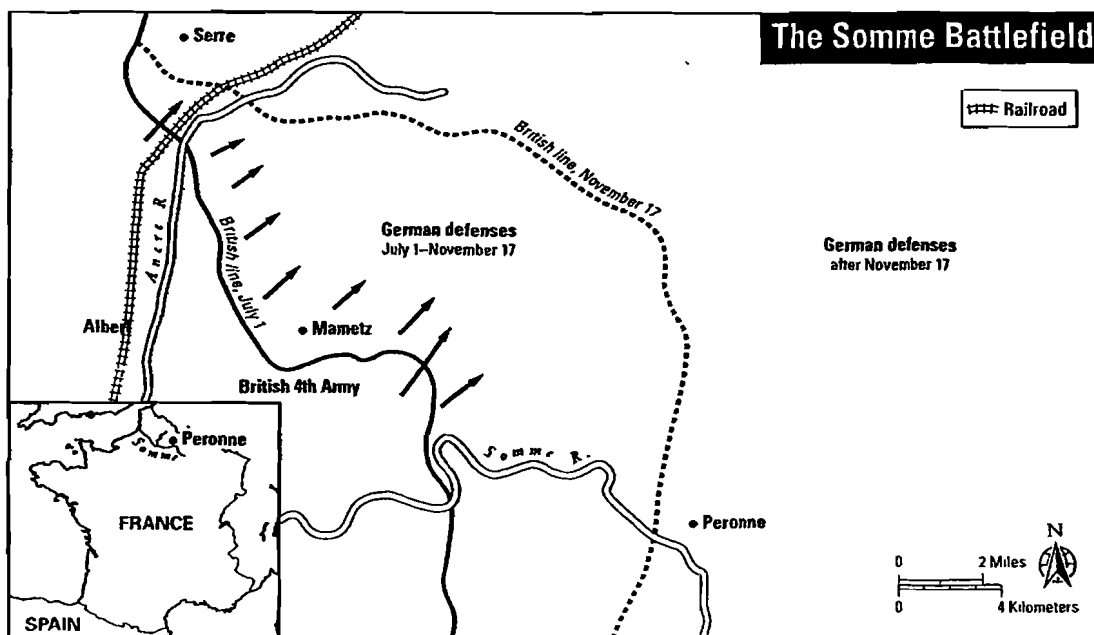 The Somme Battlefield
Serre
Railroad
British line, November 17
Ancre R
British line, July 1
German defenses
July 1–November 17
German defenses
after November 17
Albert
Mametz
British 4th Army
Somme R.
Peronne
Peronne
Somme
FRANCE
SPAIN
N
0 2 Miles
0 4 Kilometers